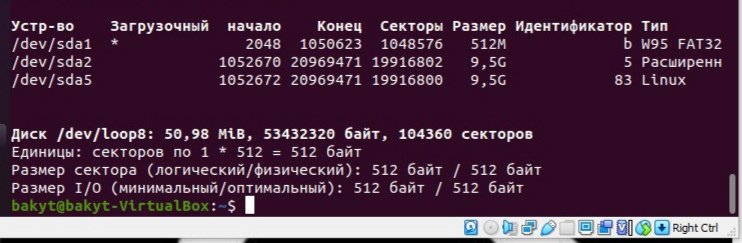 Устр-во Загрузочный начало Конец Секторы Размер Идентификатор Тип
/dev/sda1 * 2048 1050623 1048576 512M b W95 FAT32
/dev/sda2 1052670 20969471 19916802 9,5G 5 Расширенн
/dev/sda5 1052672 20969471 19916800 9,5G 83 Linux
Диск /dev/loop8: 50,98 MiB, 53432320 байт, 104360 секторов
Единицы: секторы по 1 * 512 = 512 байт
Размер сектора (логический/физический): 512 байт / 512 байт
Размер I/O (минимальный/оптимальный): 512 байт / 512 байт
bakyt@bakyt-VirtualBox:~$
Right Ctrl